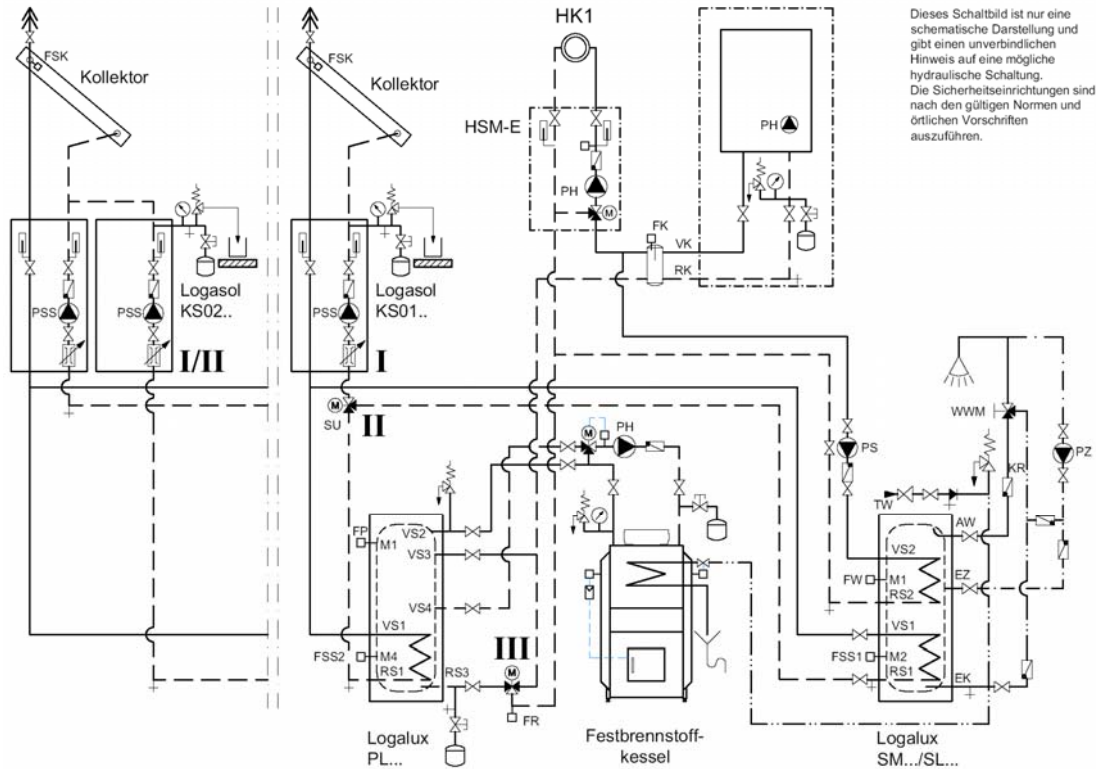 HK1
Dieses Schaltbild ist nur eine
schematische Darstellung und
gibt einen unverbindlichen
Hinweis auf eine mögliche
hydraulische Schaltung.
Die Sicherheitseinrichtungen sind
nach den gültigen Normen und
örtlichen Vorschriften
auszuführen.
FSK
Kollektor
FSK
Kollektor
HSM-E
PH
PH
M
FK
VK
RK
Logasol
KS02..
Logasol
KS01..
PSS
PSS
PSS
I/II
I
M
SU
II
M
PH
WWM
PS
PZ
KR
TW
AW
FP
M1
VS2
VS3
VS4
VS1
FSS2
M4
RS1
RS3
III
M
FR
VS2
FW
M1
RS2
EZ
VS1
FSS1
M2
RS1
EK
Logalux
PL...
Festbrennstoff-
kessel
Logalux
SM.../SL...